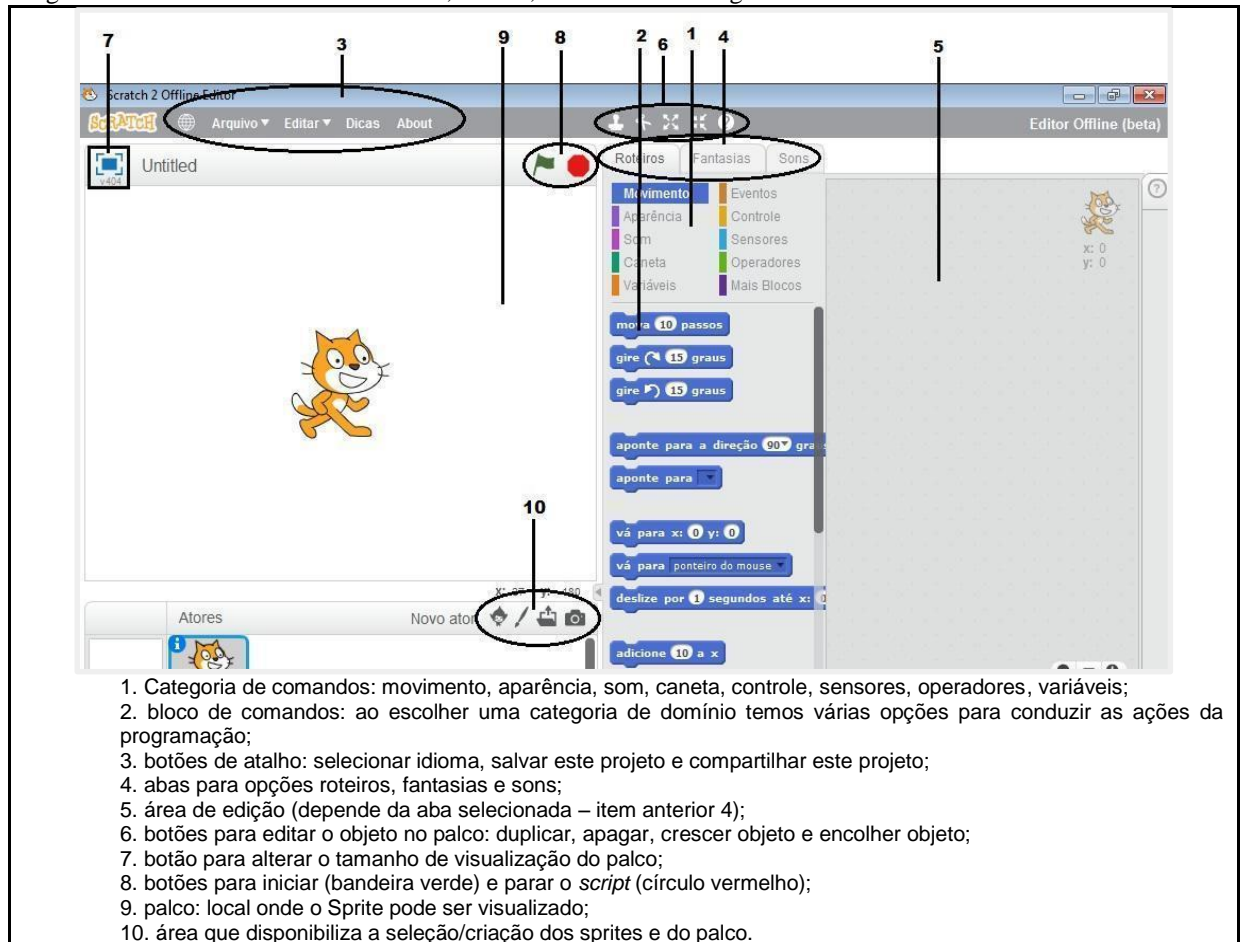 7 3 9 8 2 6 1 4 5
Scratch 2 Offline Editor
SCRATCH Arquivo Editar Dicas About Editor Offline (beta)
v404 Untitled
Roteiros Fantasias Sons
Movimento Eventos
Aparência Controle
Som Sensores
Caneta Operadores
Variáveis Mais Blocos
x: 0
y: 0
mova 10 passos
gire 15 graus
gire 15 graus
aponte para a direção 90
aponte para
vá para x: 0 y: 0
vá para ponteiro do mouse
deslize por 1 segundos até x:
adicione 10 a x
10
Atores Novo ator
1. Categoria de comandos: movimento, aparência, som, caneta, controle, sensores, operadores, variáveis;
2. bloco de comandos: ao escolher uma categoria de domínio temos várias opções para conduzir as ações da
programação;
3. botões de atalho: selecionar idioma, salvar este projeto e compartilhar este projeto;
4. abas para opções roteiros, fantasias e sons;
5. área de edição (depende da aba selecionada – item anterior 4);
6. botões para editar o objeto no palco: duplicar, apagar, crescer objeto e encolher objeto;
7. botão para alterar o tamanho de visualização do palco;
8. botões para iniciar (bandeira verde) e parar o script (círculo vermelho);
9. palco: local onde o Sprite pode ser visualizado;
10. área que disponibiliza a seleção/criação dos sprites e do palco.